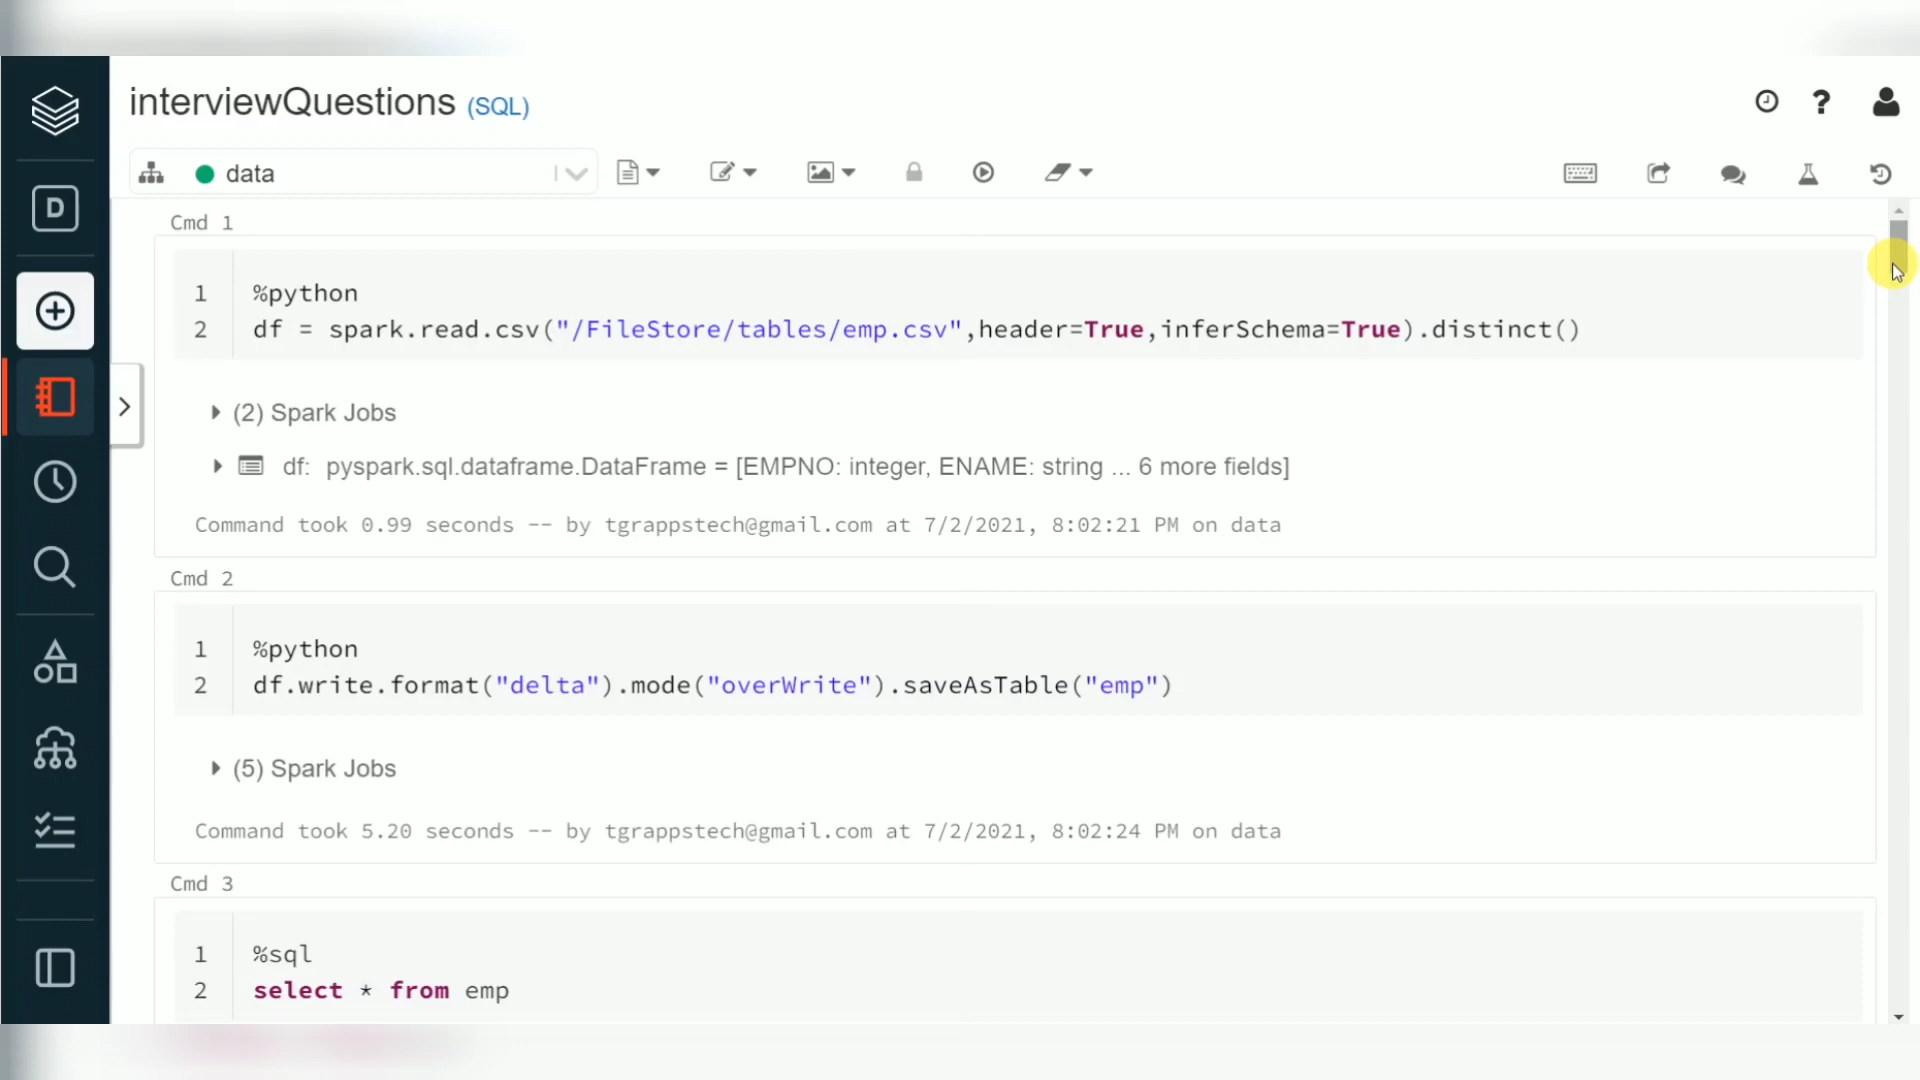 interviewQuestions (SQL)
?
data
D
Cmd 1
1 %python
2 df = spark.read.csv("/FileStore/tables/emp.csv",header=True,inferSchema=True).distinct()
(2) Spark Jobs
df: pyspark.sql.dataframe.DataFrame = [EMPNO: integer, ENAME: string ... 6 more fields]
Command took 0.99 seconds -- by tgrappstech@gmail.com at 7/2/2021, 8:02:21 PM on data
Cmd 2
1 %python
2 df.write.format("delta").mode("overWrite").saveAsTable("emp")
(5) Spark Jobs
Command took 5.20 seconds -- by tgrappstech@gmail.com at 7/2/2021, 8:02:24 PM on data
Cmd 3
1 %sql
2 select * from emp